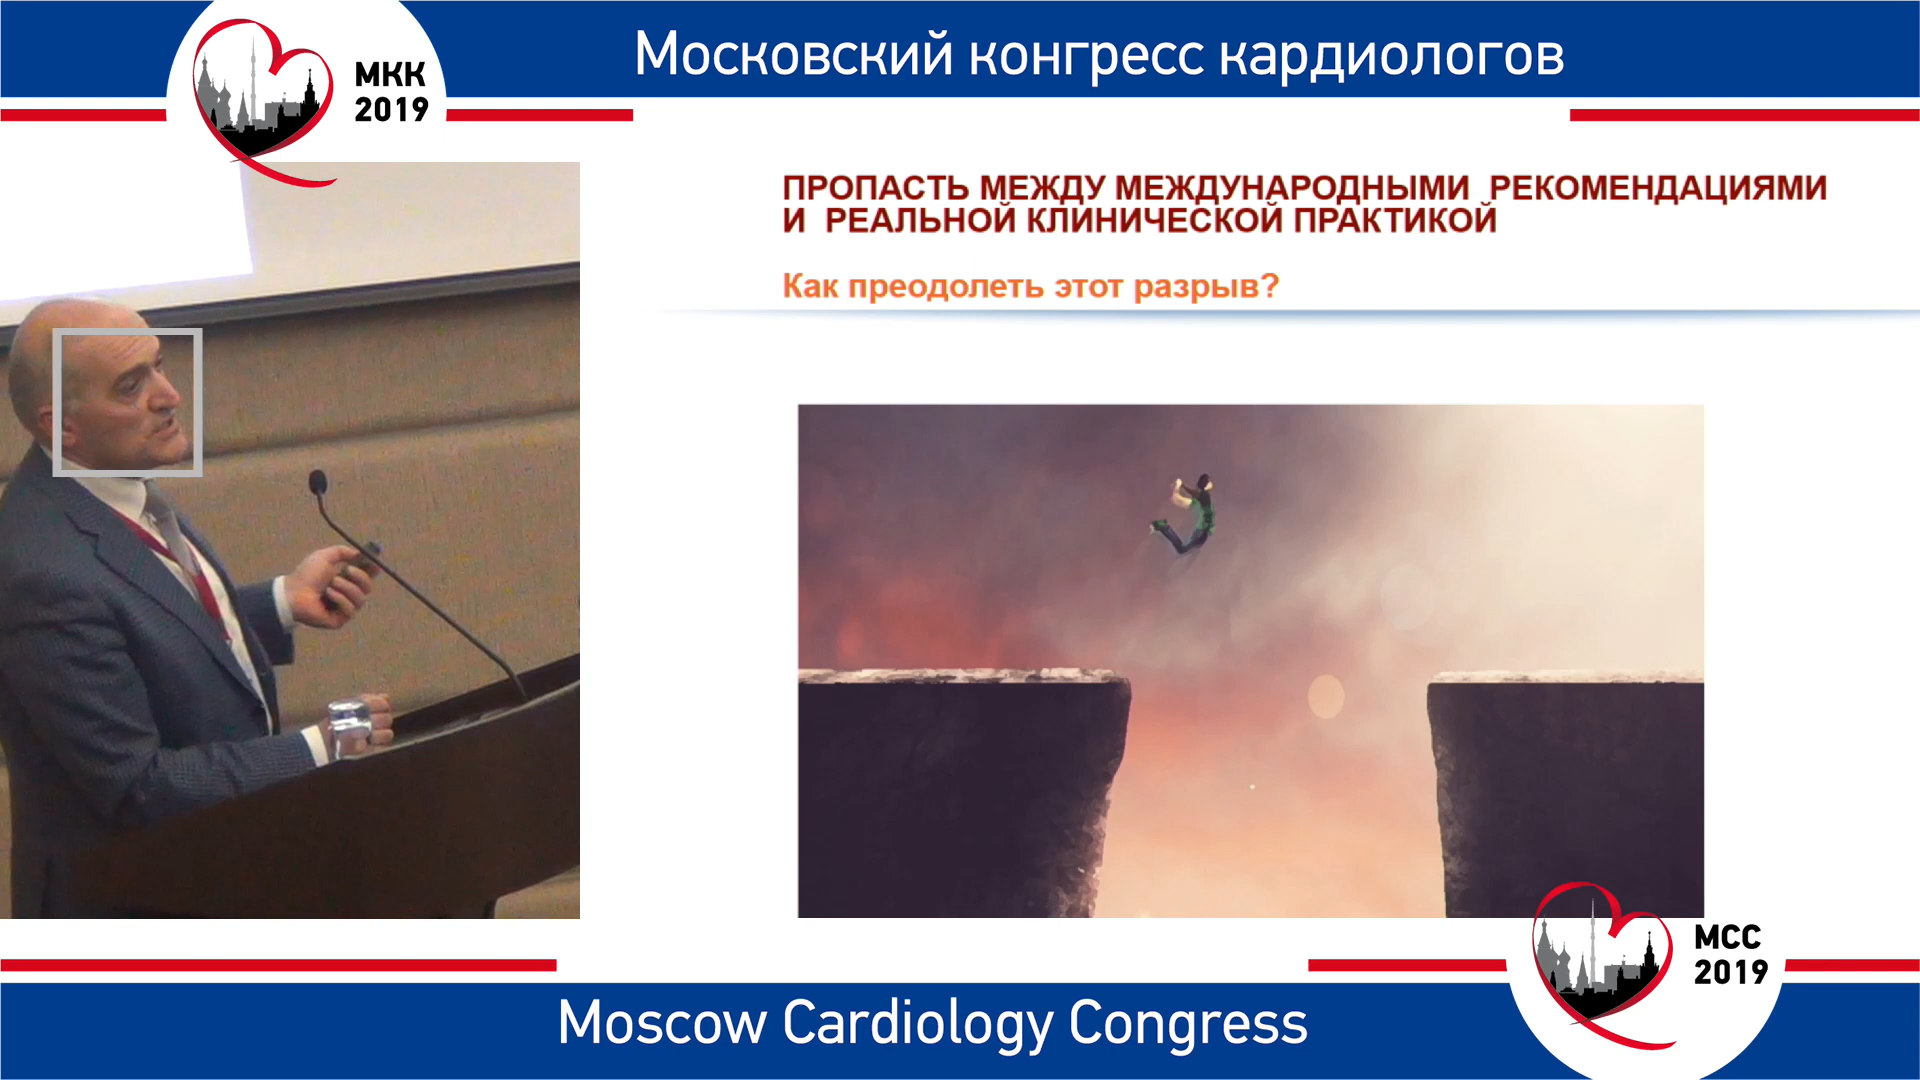 МКК
2019
Московский конгресс кардиологов
ПРОПАСТЬ МЕЖДУ МЕЖДУНАРОДНЫМИ РЕКОМЕНДАЦИЯМИ
И РЕАЛЬНОЙ КЛИНИЧЕСКОЙ ПРАКТИКОЙ
Как преодолеть этот разрыв?
MCC
2019
Moscow Cardiology Congress